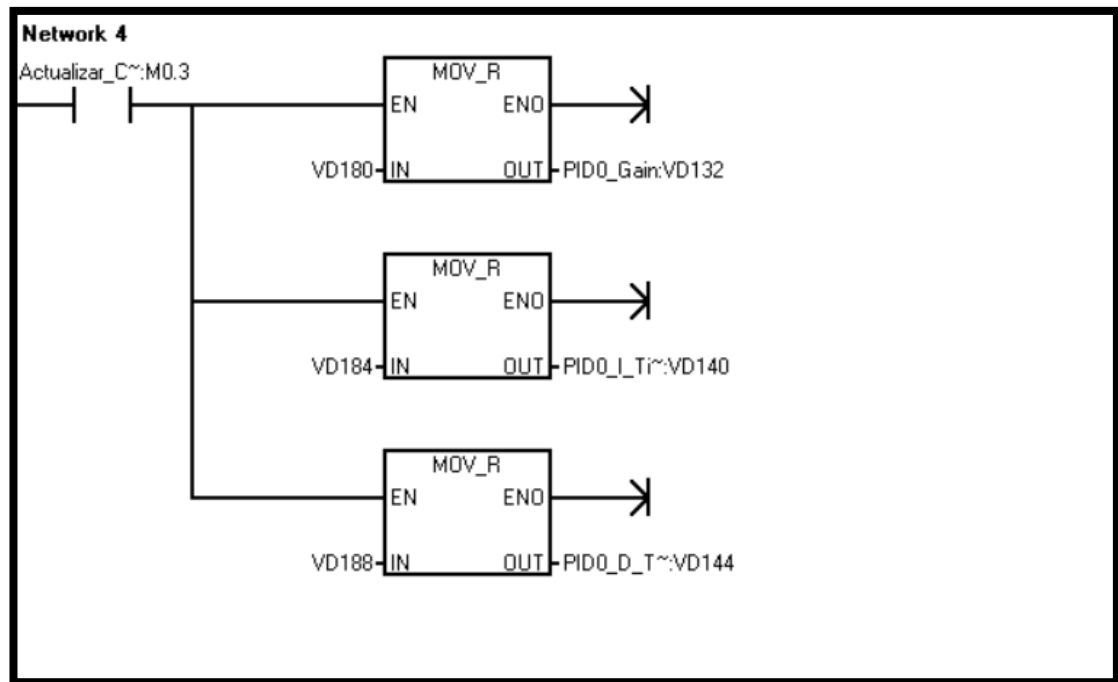 Network 4
Actualizar_C~:M0.3
MOV_R
EN ENO
VD180 IN OUT PID0_Gain:VD132
MOV_R
EN ENO
VD184 IN OUT PID0_I_Ti~:VD140
MOV_R
EN ENO
VD188 IN OUT PID0_D_T~:VD144